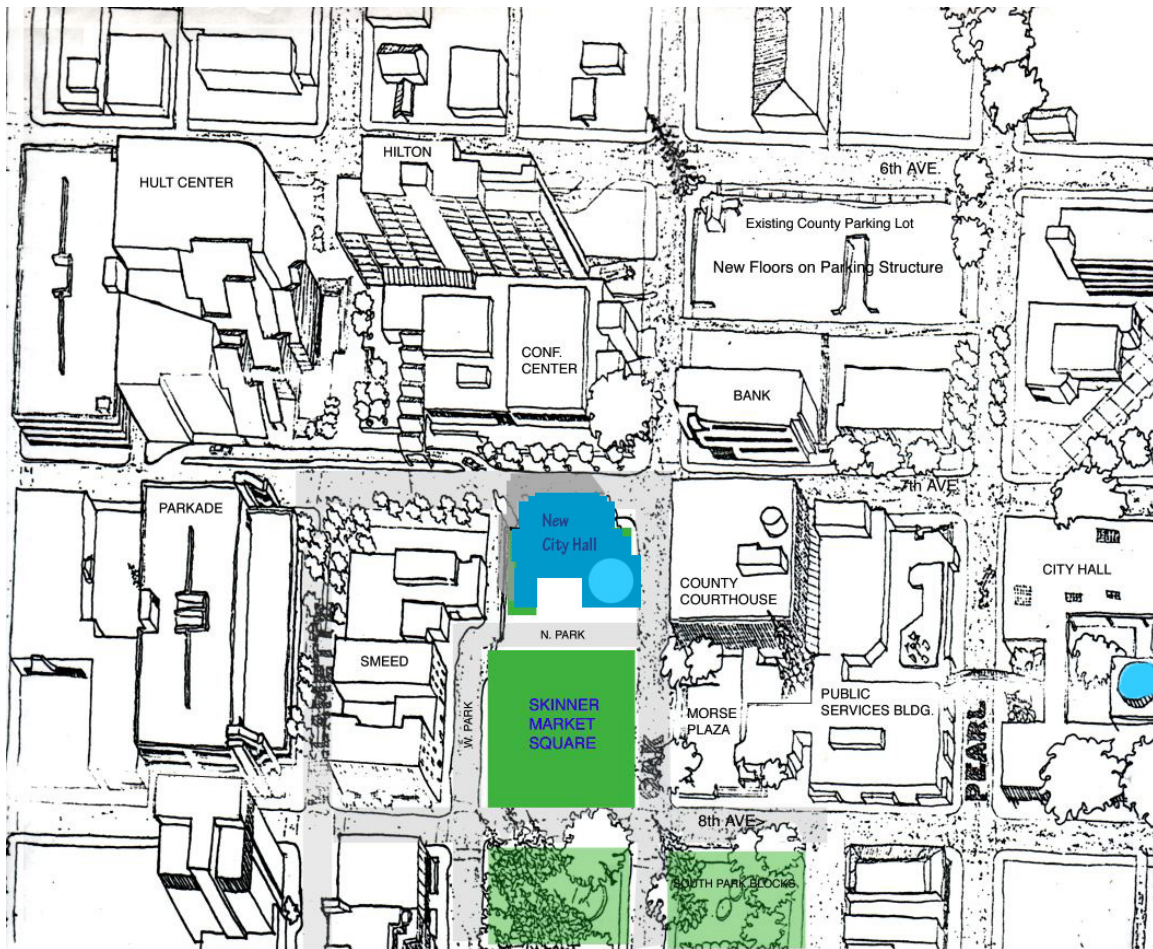 HILTON
6th AVE.
HULT CENTER
Existing County Parking Lot
New Floors on Parking Structure
CONF.
CENTER
BANK
7th AVE.
PARKADE
New
City Hall
COUNTY
COURTHOUSE
CITY HALL
N. PARK
SMEED
W. PARK
SKINNER
MARKET
SQUARE
MORSE
PLAZA
PUBLIC
SERVICES BLDG.
OAK
PEARL
8th AVE>
SOUTH PARK BLOCKS